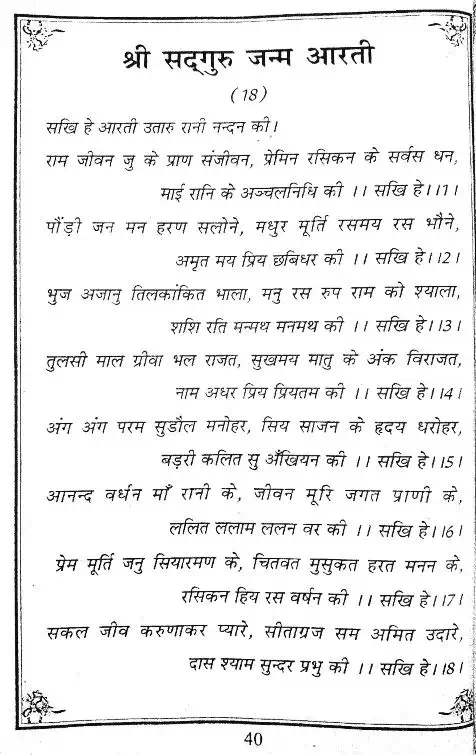 श्री सद्गुरु जन्म आरती
(18)
सखि हे आरती उतारु रानी नन्दन की।
राम जीवन जु के प्राण संजीवन, प्रेमिन रसिकन के सर्वस धन,
माई रानि के अञ्चलनिधि की ।। सखि हे।।1।
पौंड़ी जन मन हरण सलोने, मधुर मूर्ति रसमय रस भौने,
अमृत मय प्रिय छबिधर की ।। सखि हे।।2।
भुज अजानु तिलकांकित भाला, मनु रस रुप राम को श्याला,
शशि रति मन्मथ मनमथ की ।। सखि हे।।3।
तुलसी माल ग्रीवा भल राजत, सुखमय मातु के अंक विराजत,
नाम अधर प्रिय प्रियतम की ।। सखि हे।।4।
अंग अंग परम सुडौल मनोहर, सिय साजन के हृदय धरोहर,
बड़री कलित सु अँखियन की ।। सखि हे।।5।
आनन्द वर्धन माँ रानी के, जीवन मूरि जगत प्राणी के,
ललित ललाम ललन वर की ।। सखि हे।।6।
प्रेम मूर्ति जनु सियारमण के, चितवत मुसुकत हरत मनन के,
रसिकन हिय रस वर्षन की ।। सखि हे।।7।
सकल जीव करुणाकर प्यारे, सीताग्रज सम अमित उदारे,
दास श्याम सुन्दर प्रभु की ।। सखि हे।।8।
40